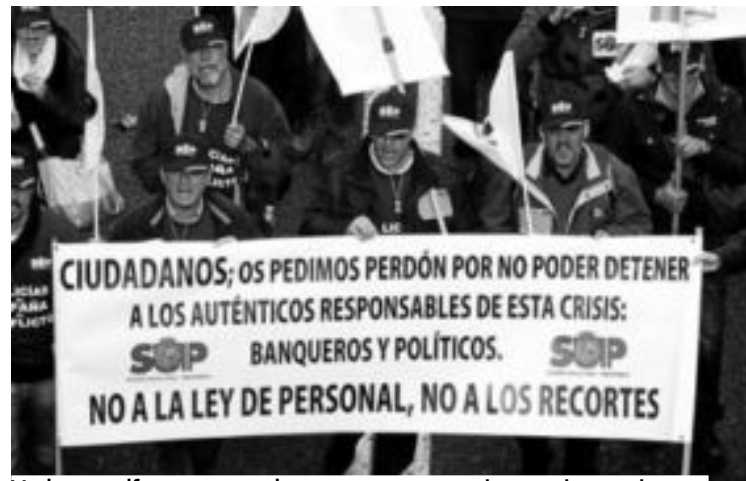 CIUDADANOS; OS PEDIMOS PERDÓN POR NO PODER DETENER
A LOS AUTÉNTICOS RESPONSABLES DE ESTA CRISIS:
SUP BANQUEROS Y POLÍTICOS. SUP
NO A LA LEY DE PERSONAL, NO A LOS RECORTES